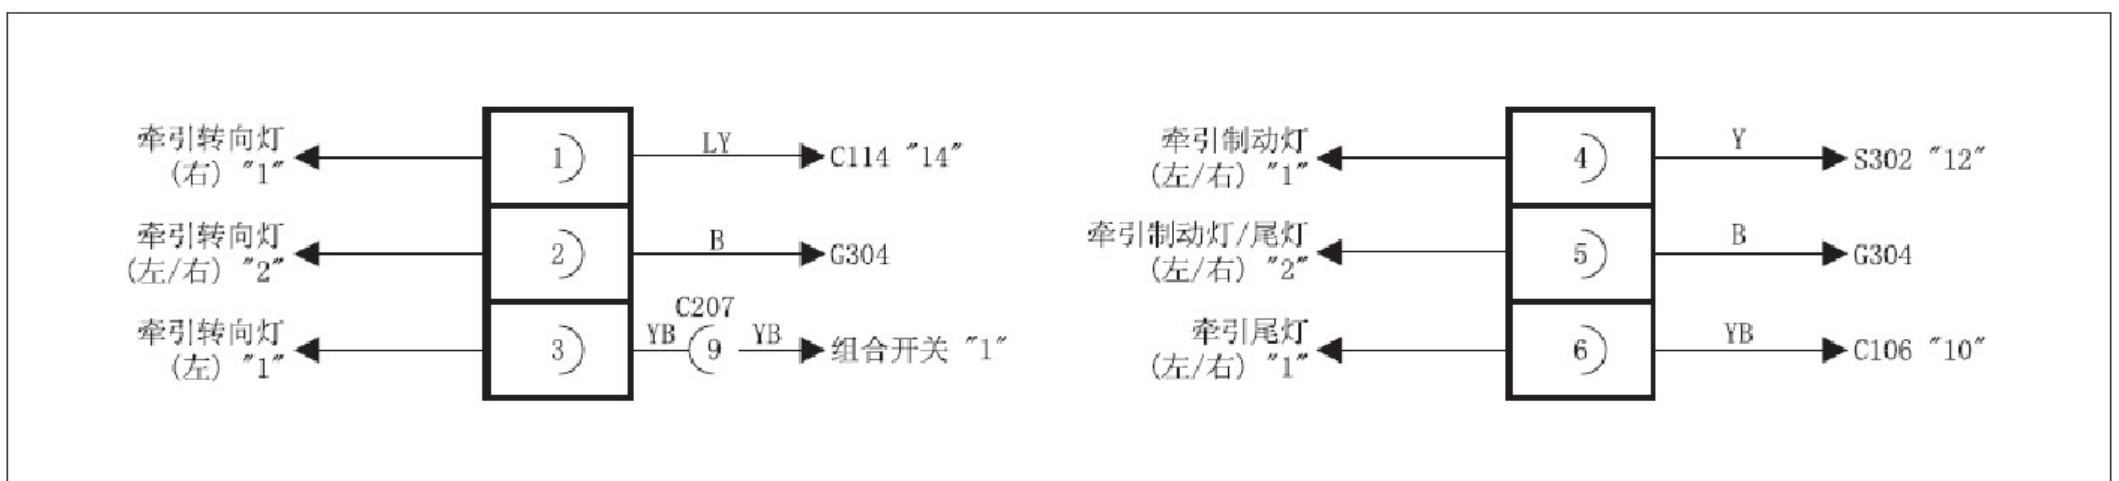 牵引转向灯
(右) "1"
1
LY
C114 "14"
牵引转向灯
(左/右) "2"
2
B
G304
牵引转向灯
(左) "1"
3
YB
C207
9
YB
组合开关 "1"
牵引制动灯
(左/右) "1"
4
Y
S302 "12"
牵引制动灯/尾灯
(左/右) "2"
5
B
G304
牵引尾灯
(左/右) "1"
6
YB
C106 "10"